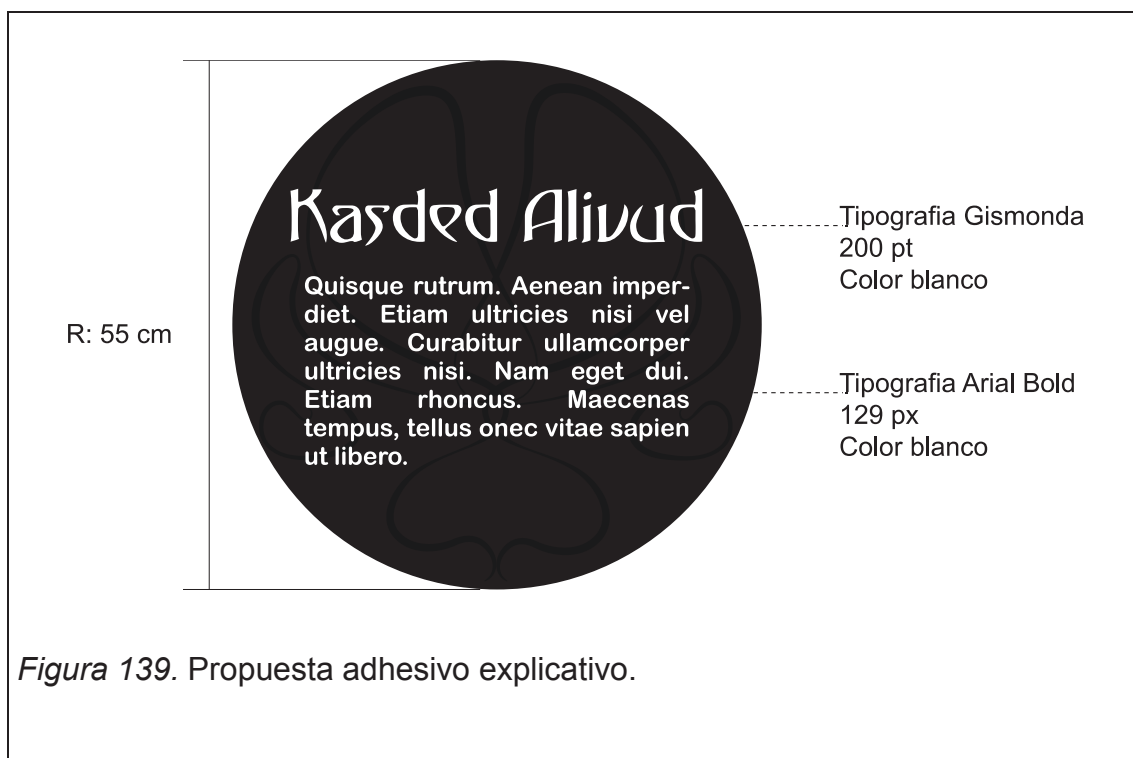 Kasded Alivud
Quisque rutrum. Aenean imper-
diet. Etiam ultricies nisi vel
augue. Curabitur ullamcorper
ultricies nisi. Nam eget dui.
Etiam rhoncus. Maecenas
tempus, tellus onec vitae sapien
ut libero.
R: 55 cm
Tipografia Gismonda
200 pt
Color blanco
Tipografia Arial Bold
129 px
Color blanco
Figura 139. Propuesta adhesivo explicativo.